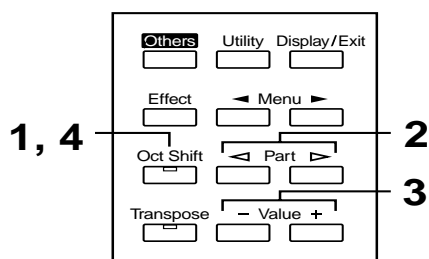 Others Utility Display/Exit
Effect ◄ Menu ►
1, 4 2
Oct Shift ◅ Part ▻
3
Transpose − Value +